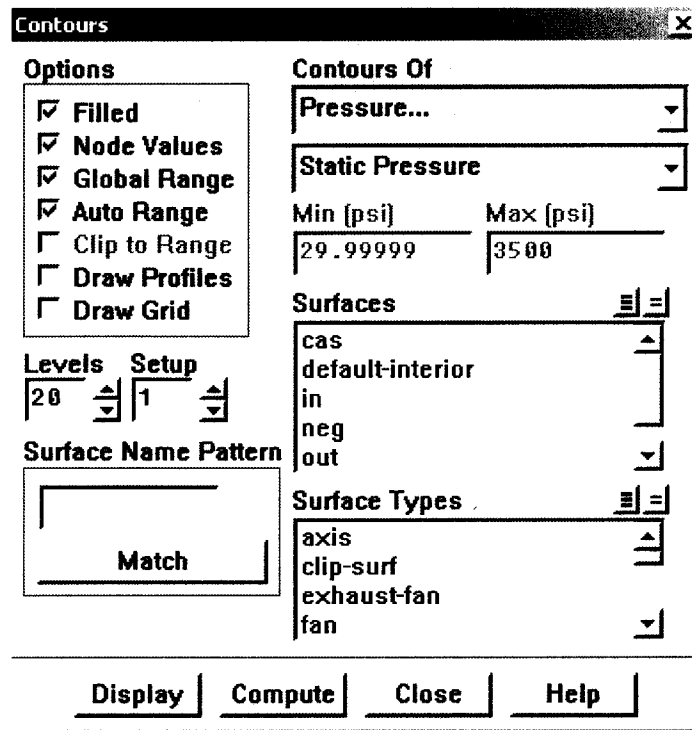 Contours
Options
Filled
Node Values
Global Range
Auto Range
Clip to Range
Draw Profiles
Draw Grid
Levels Setup
20 1
Surface Name Pattern
Match
Contours Of
Pressure...
Static Pressure
Min (psi) Max (psi)
29.99999 3500
Surfaces
cas
default-interior
in
neg
out
Surface Types
axis
clip-surf
exhaust-fan
fan
Display Compute Close Help